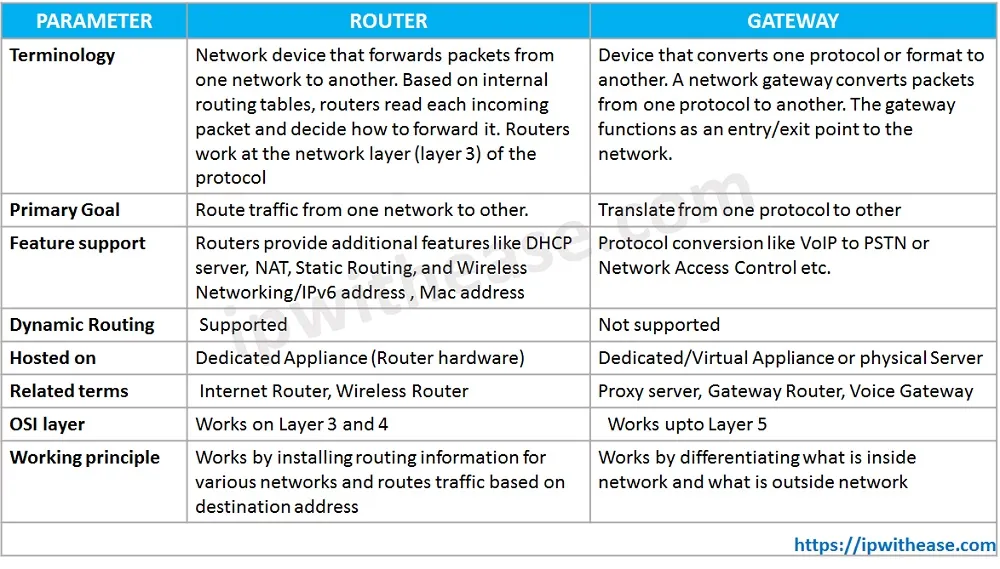 PARAMETER ROUTER GATEWAY
Terminology
Network device that forwards packets from
one network to another. Based on internal
routing tables, routers read each incoming
packet and decide how to forward it. Routers
work at the network layer (layer 3) of the
protocol
Device that converts one protocol or format to
another. A network gateway converts packets
from one protocol to another. The gateway
functions as an entry/exit point to the
network.
Primary Goal
Route traffic from one network to other.
Translate from one protocol to other
Feature support
Routers provide additional features like DHCP
server, NAT, Static Routing, and Wireless
Networking/IPv6 address , Mac address
Protocol conversion like VoIP to PSTN or
Network Access Control etc.
Dynamic Routing
Supported
Not supported
Hosted on
Dedicated Appliance (Router hardware)
Dedicated/Virtual Appliance or physical Server
Related terms
Internet Router, Wireless Router
Proxy server, Gateway Router, Voice Gateway
OSI layer
Works on Layer 3 and 4
Works upto Layer 5
Working principle
Works by installing routing information for
various networks and routes traffic based on
destination address
Works by differentiating what is inside
network and what is outside network
https://ipwithease.com
ipwithease.com